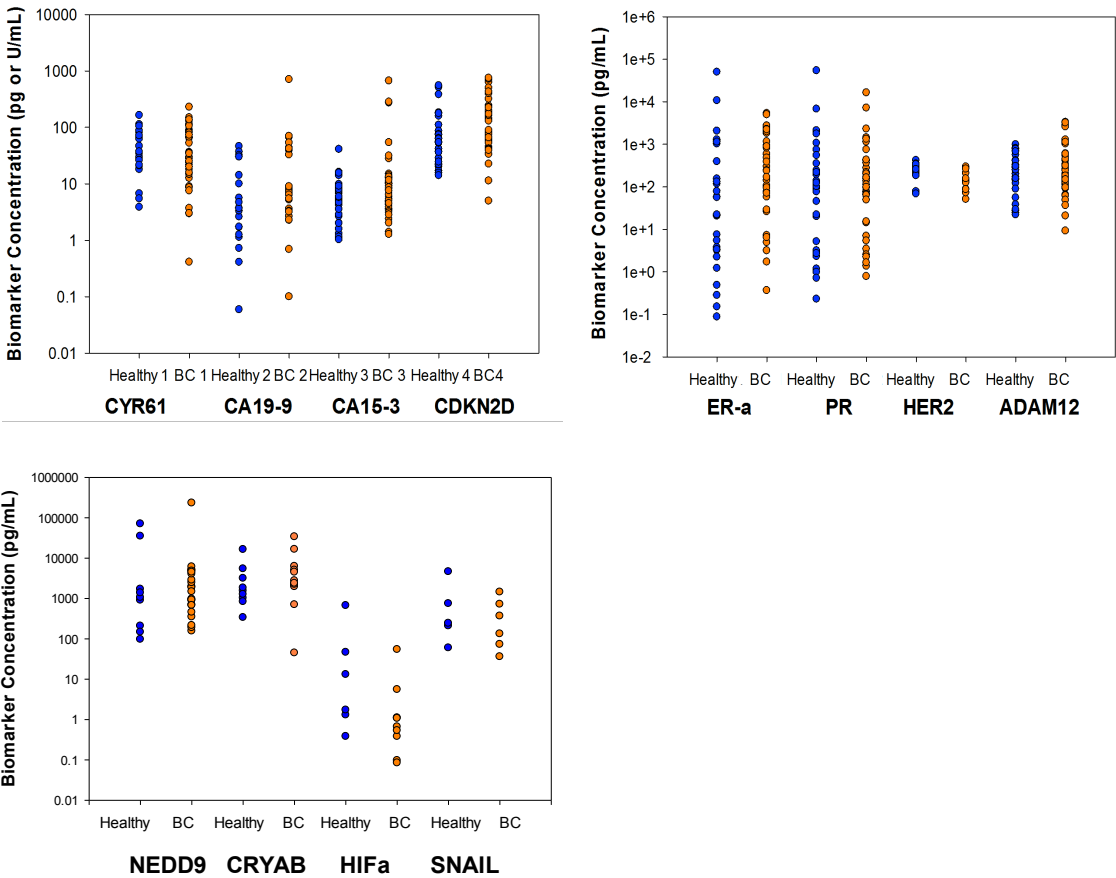 Biomarker Concentration (pg or U/mL)
10000
1000
100
10
1
0.1
0.01
Healthy 1 BC 1 Healthy 2 BC 2 Healthy 3 BC 3 Healthy 4 BC4
CYR61 CA19-9 CA15-3 CDKN2D
Biomarker Concentration (pg/mL)
1e+6
1e+5
1e+4
1e+3
1e+2
1e+1
1e+0
1e-1
1e-2
Healthy . BC Healthy BC Healthy BC Healthy BC
ER-a PR HER2 ADAM12
Biomarker Concentration (pg/mL)
1000000
100000
10000
1000
100
10
1
0.1
0.01
Healthy BC Healthy BC Healthy BC Healthy BC
NEDD9 CRYAB HIFa SNAIL